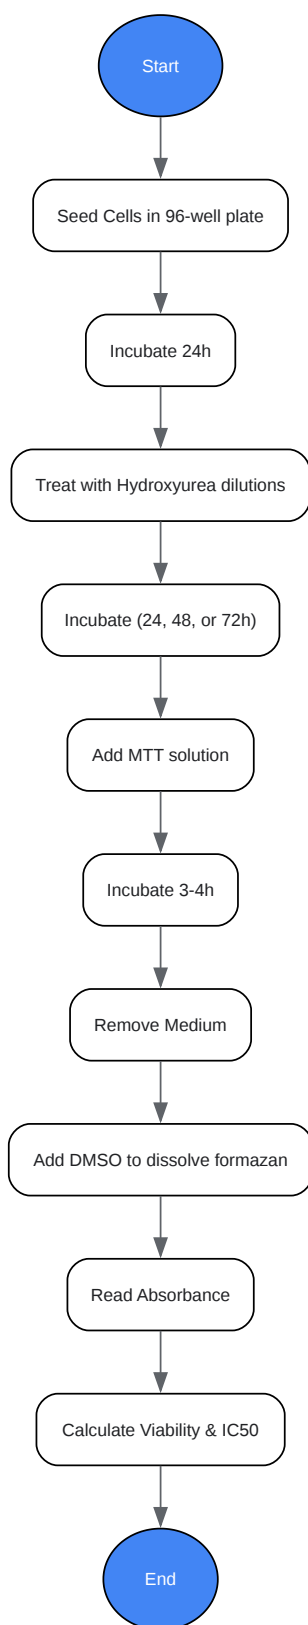 Start
Seed Cells in 96-well plate
Incubate 24h
Treat with Hydroxyurea dilutions
Incubate (24, 48, or 72h)
Add MTT solution
Incubate 3-4h
Remove Medium
Add DMSO to dissolve formazan
Read Absorbance
Calculate Viability & IC50
End